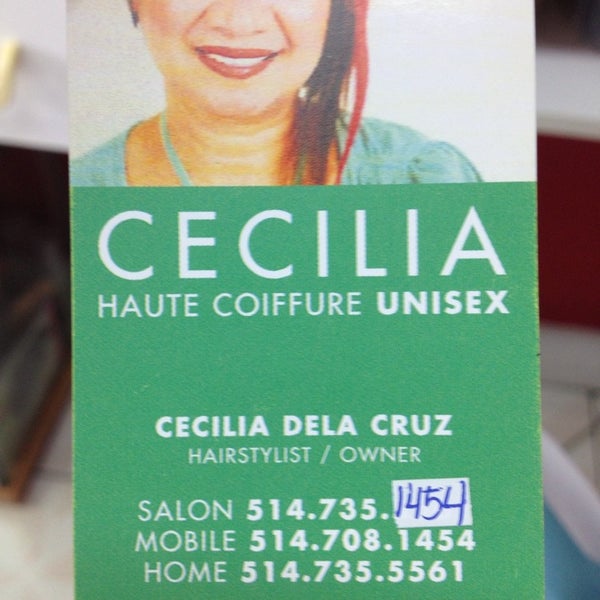 CECILIA
HAUTE COIFFURE UNISEX
CECILIA DELA CRUZ
HAIRSTYLIST / OWNER
SALON 514.735.1454
MOBILE 514.708.1454
HOME 514.735.5561